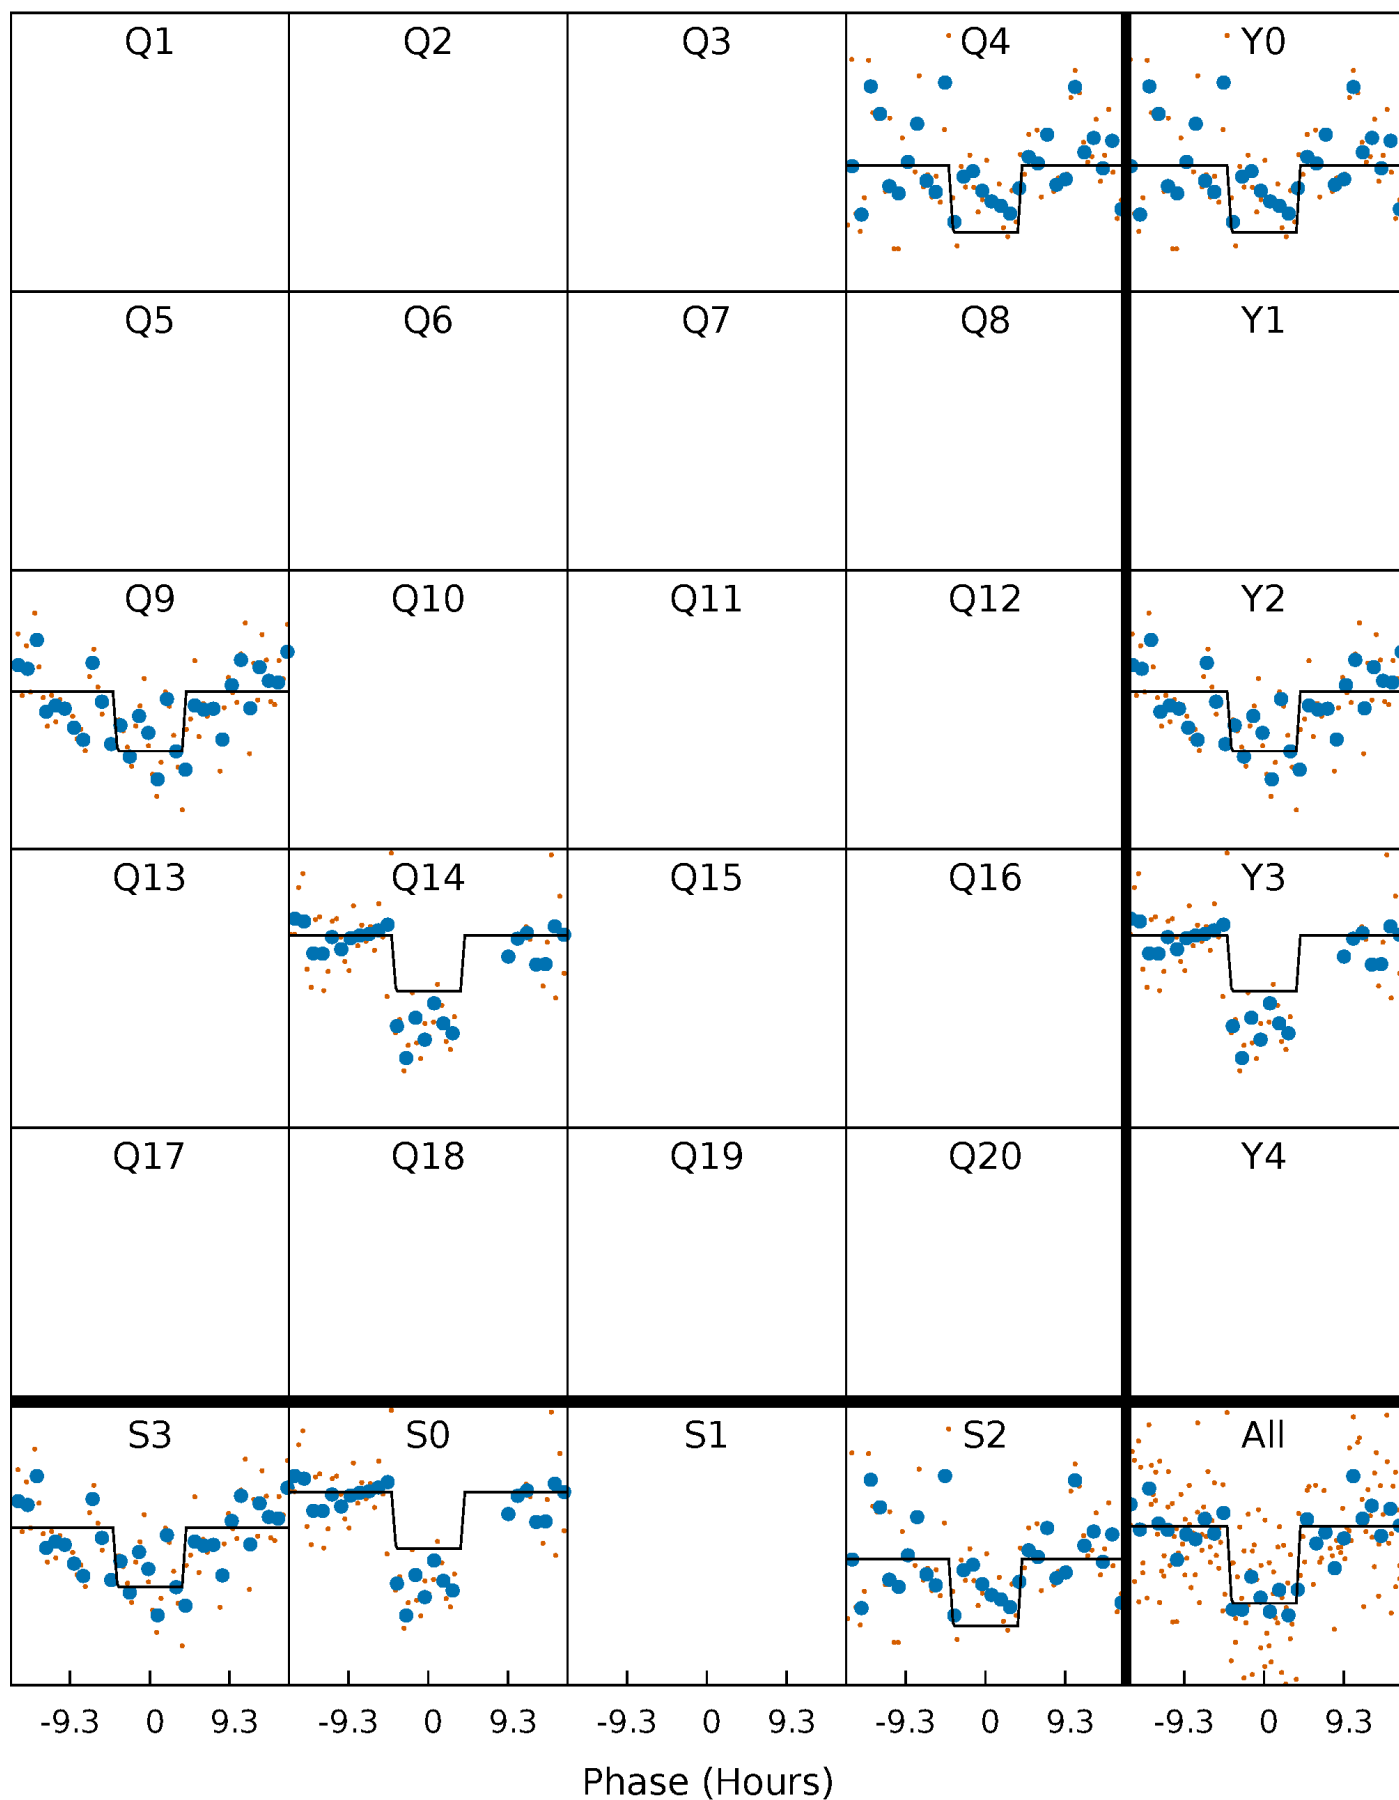 Q1 Q2 Q3 Q4 Y0
Q5 Q6 Q7 Q8 Y1
Q9 Q10 Q11 Q12 Y2
Q13 Q14 Q15 Q16 Y3
Q17 Q18 Q19 Q20 Y4
S3 S0 S1 S2 All
-9.3 0 9.3 -9.3 0 9.3 -9.3 0 9.3 -9.3 0 9.3 -9.3 0 9.3
Phase (Hours)